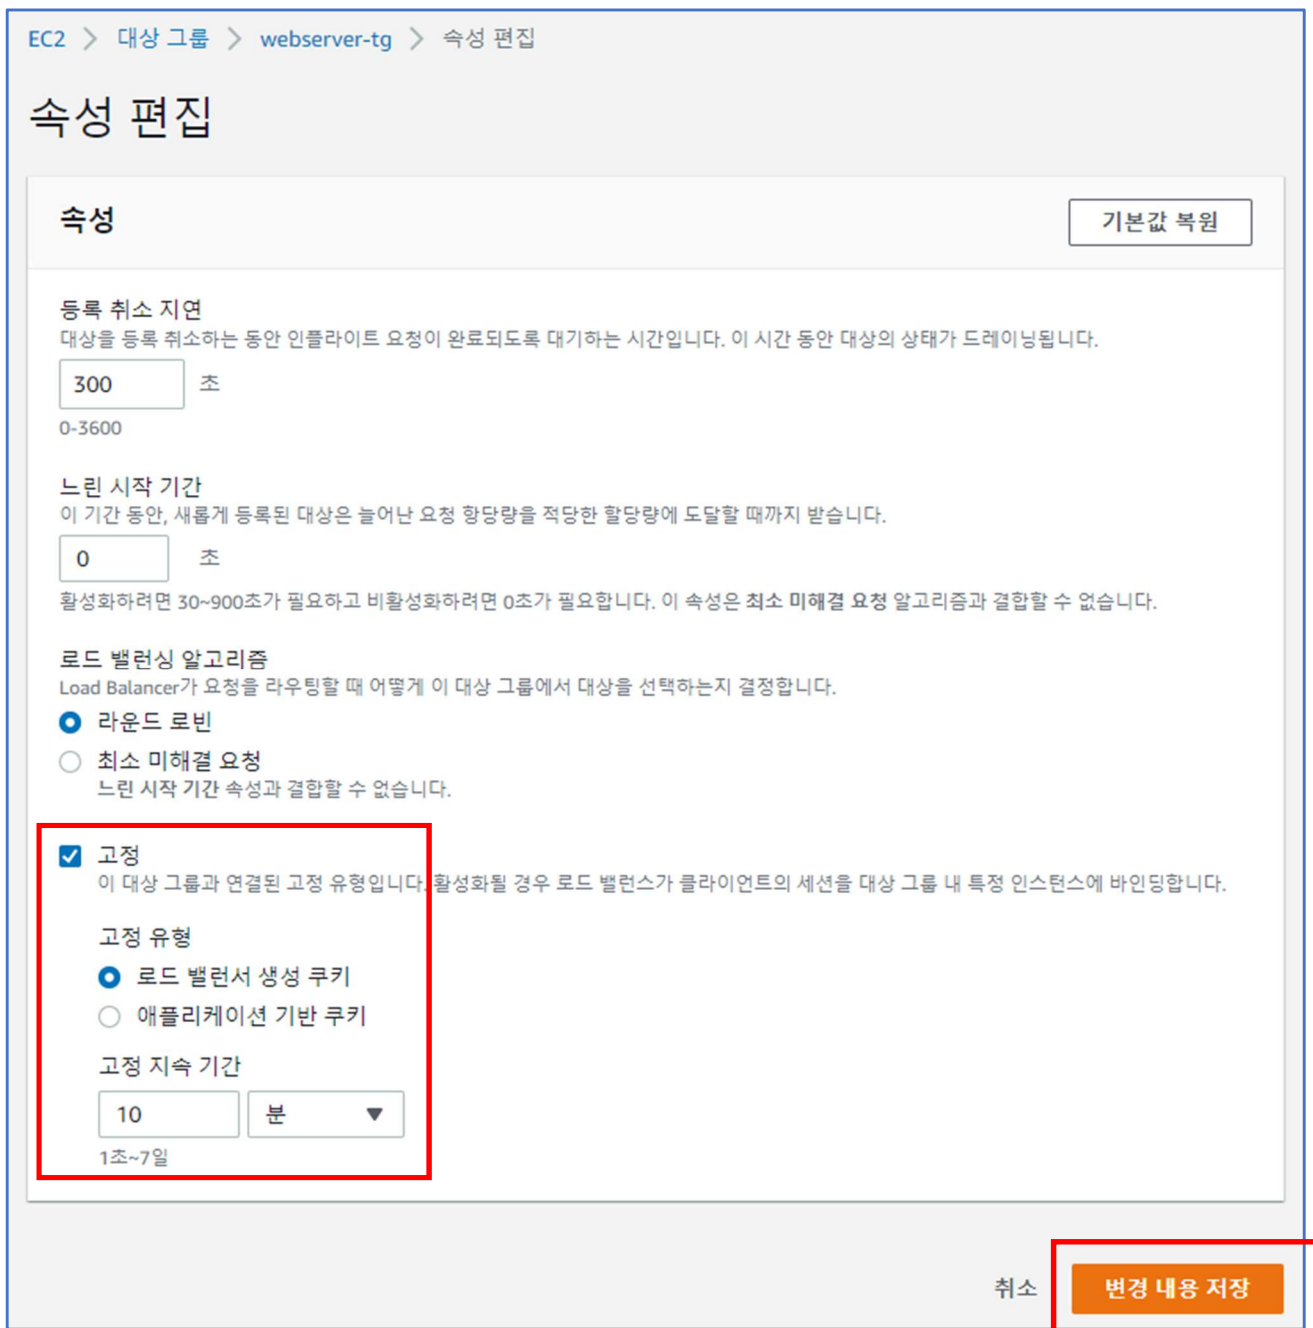 EC2 > 대상 그룹 > webserver-tg > 속성 편집
속성 편집
속성
기본값 복원
등록 취소 지연
대상을 등록 취소하는 동안 인플라이트 요청이 완료되도록 대기하는 시간입니다. 이 시간 동안 대상의 상태가 드레이닝됩니다.
300 초
0-3600
느린 시작 기간
이 기간 동안, 새롭게 등록된 대상은 늘어난 요청 항당량을 적당한 할당량에 도달할 때까지 받습니다.
0 초
활성화하려면 30~900초가 필요하고 비활성화하려면 0초가 필요합니다. 이 속성은 최소 미해결 요청 알고리즘과 결합할 수 없습니다.
로드 밸런싱 알고리즘
Load Balancer가 요청을 라우팅할 때 어떻게 이 대상 그룹에서 대상을 선택하는지 결정합니다.
라운드 로빈
최소 미해결 요청
느린 시작 기간 속성과 결합할 수 없습니다.
고정
이 대상 그룹과 연결된 고정 유형입니다. 활성화될 경우 로드 밸런스가 클라이언트의 세션을 대상 그룹 내 특정 인스턴스에 바인딩합니다.
고정 유형
로드 밸런서 생성 쿠키
애플리케이션 기반 쿠키
고정 지속 기간
10 분
1초~7일
취소
변경 내용 저장